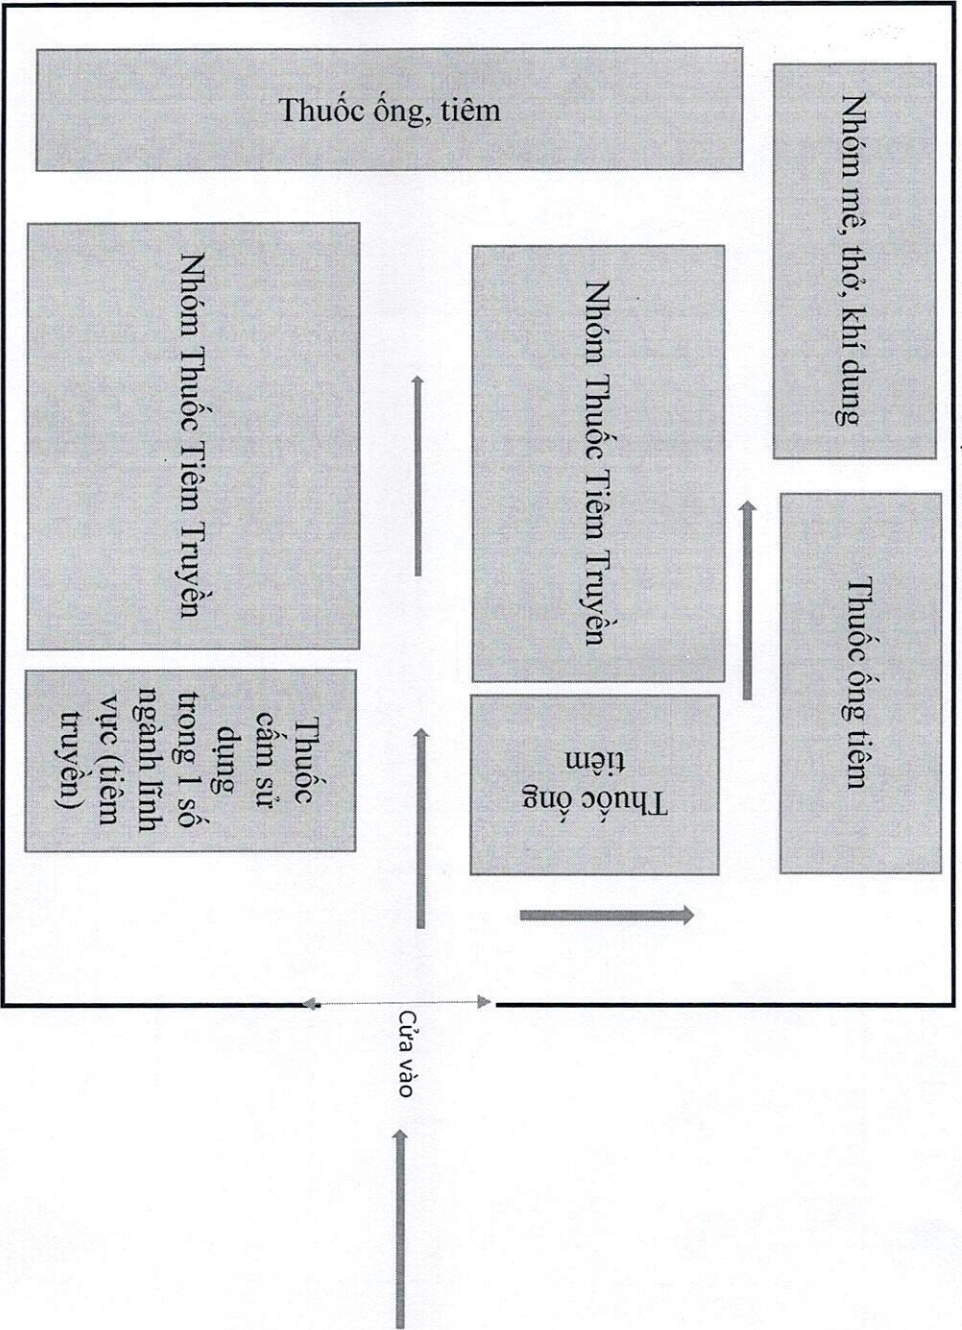 Thuốc ống, tiêm
Nhóm mê, thở, khí dung
Nhóm Thuốc Tiêm Truyền
Nhóm Thuốc Tiêm Truyền
Thuốc ống tiêm
Thuốc
cấm sử
dụng
trong 1 số
ngành lĩnh
vực (tiêm
truyền)
Thuốc ống
tiêm
Cửa vào